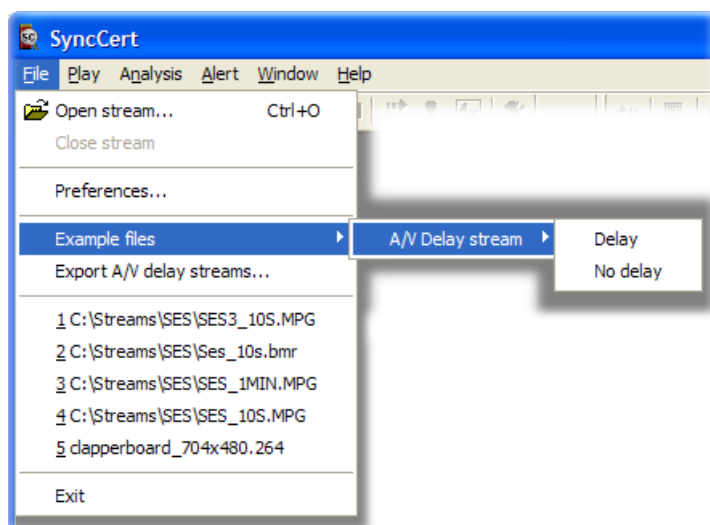 SyncCert
File Play Analysis Alert Window Help
Open stream... Ctrl+O
Close stream
Preferences...
Example files
A/V Delay stream
Delay
No delay
Export A/V delay streams...
1 C:\Streams\SES\SES3_10S.MPG
2 C:\Streams\SES\Ses_10s.bmr
3 C:\Streams\SES\SES_1MIN.MPG
4 C:\Streams\SES\SES_10S.MPG
5 clapperboard_704x480.264
Exit